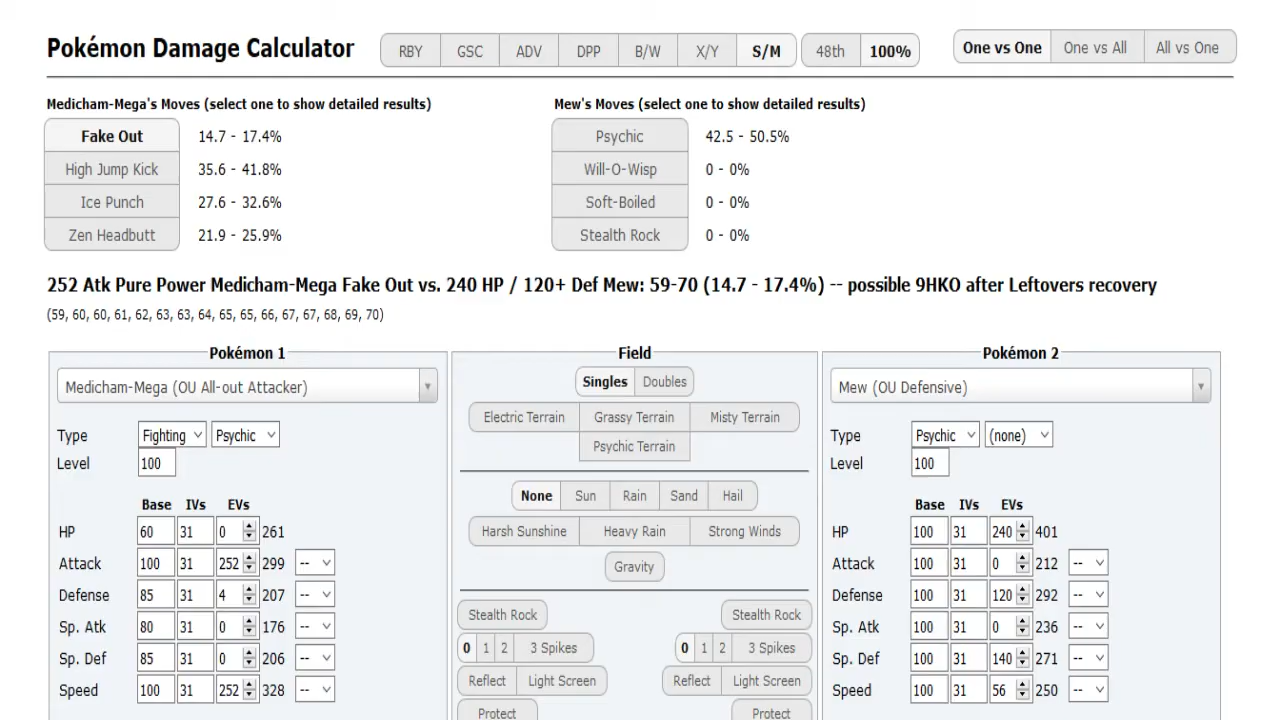 Pokémon Damage Calculator RBY GSC ADV DPP B/W X/Y S/M 48th 100% One vs One One vs All All vs One
Medicham-Mega's Moves (select one to show detailed results) Mew's Moves (select one to show detailed results)
Fake Out 14.7 - 17.4% Psychic 42.5 - 50.5%
High Jump Kick 35.6 - 41.8% Will-O-Wisp 0 - 0%
Ice Punch 27.6 - 32.6% Soft-Boiled 0 - 0%
Zen Headbutt 21.9 - 25.9% Stealth Rock 0 - 0%
252 Atk Pure Power Medicham-Mega Fake Out vs. 240 HP / 120+ Def Mew: 59-70 (14.7 - 17.4%) -- possible 9HKO after Leftovers recovery
(59, 60, 60, 61, 62, 63, 63, 64, 65, 65, 66, 67, 67, 68, 69, 70)
Pokémon 1
Medicham-Mega (OU All-out Attacker)
Type Fighting Psychic
Level 100
Base IVs EVs
HP 60 31 0 261
Attack 100 31 252 299 --
Defense 85 31 4 207 --
Sp. Atk 80 31 0 176 --
Sp. Def 85 31 0 206 --
Speed 100 31 252 328 --
Field
Singles Doubles
Electric Terrain Grassy Terrain Misty Terrain
Psychic Terrain
None Sun Rain Sand Hail
Harsh Sunshine Heavy Rain Strong Winds
Gravity
Stealth Rock Stealth Rock
0 1 2 3 Spikes 0 1 2 3 Spikes
Reflect Light Screen Reflect Light Screen
Protect Protect
Pokémon 2
Mew (OU Defensive)
Type Psychic (none)
Level 100
Base IVs EVs
HP 100 31 240 401
Attack 100 31 0 212 --
Defense 100 31 120 292 --
Sp. Atk 100 31 0 236 --
Sp. Def 100 31 140 271 --
Speed 100 31 56 250 --